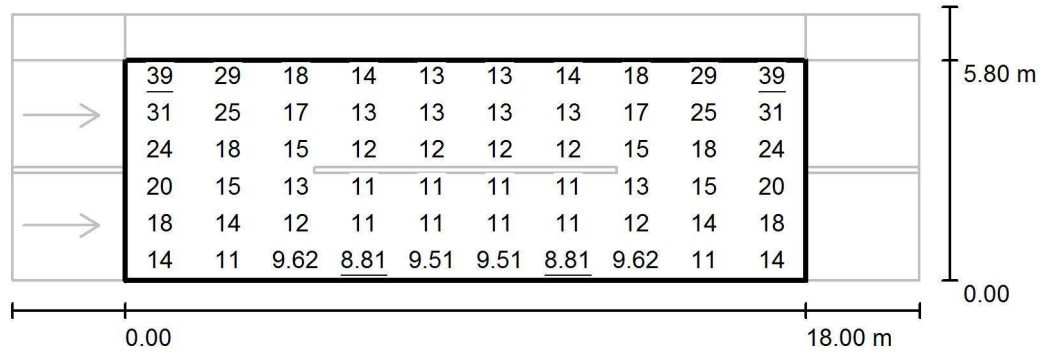 39 29 18 14 13 13 14 18 29 39
5.80 m
31 25 17 13 13 13 13 17 25 31
24 18 15 12 12 12 12 15 18 24
20 15 13 11 11 11 11 13 15 20
18 14 12 11 11 11 11 12 14 18
14 11 9.62 8.81 9.51 9.51 8.81 9.62 11 14
0.00
0.00 18.00 m